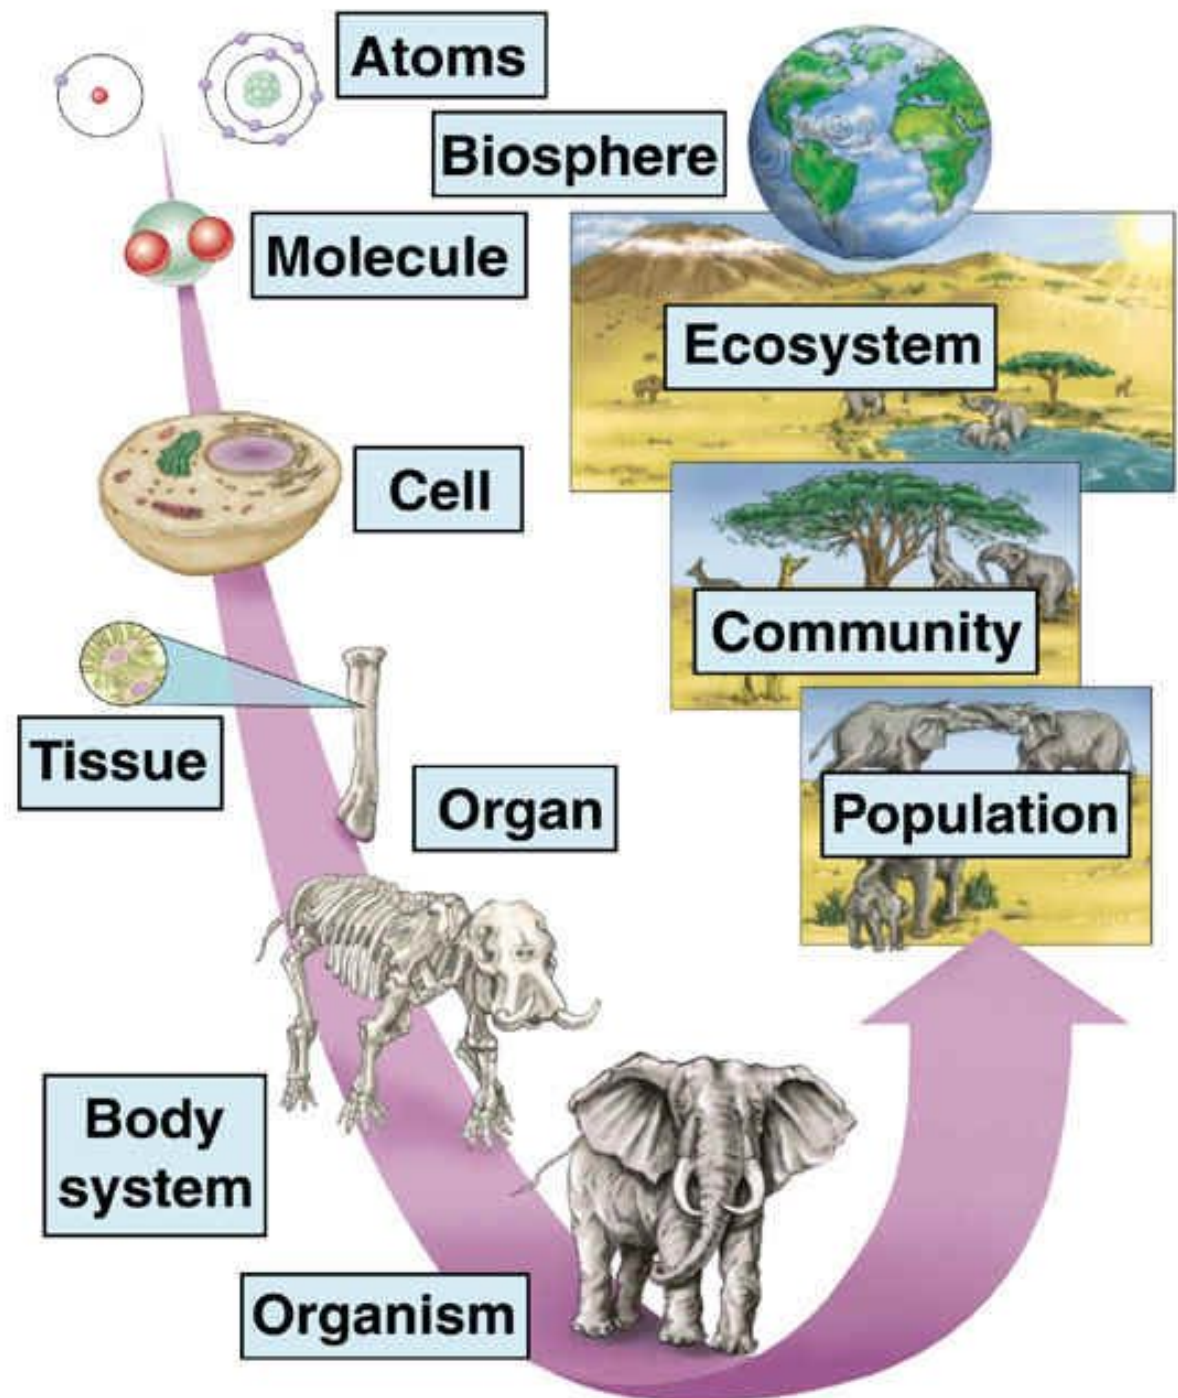 Atoms
Biosphere
Molecule
Ecosystem
Cell
Community
Tissue
Organ
Population
Body
system
Organism